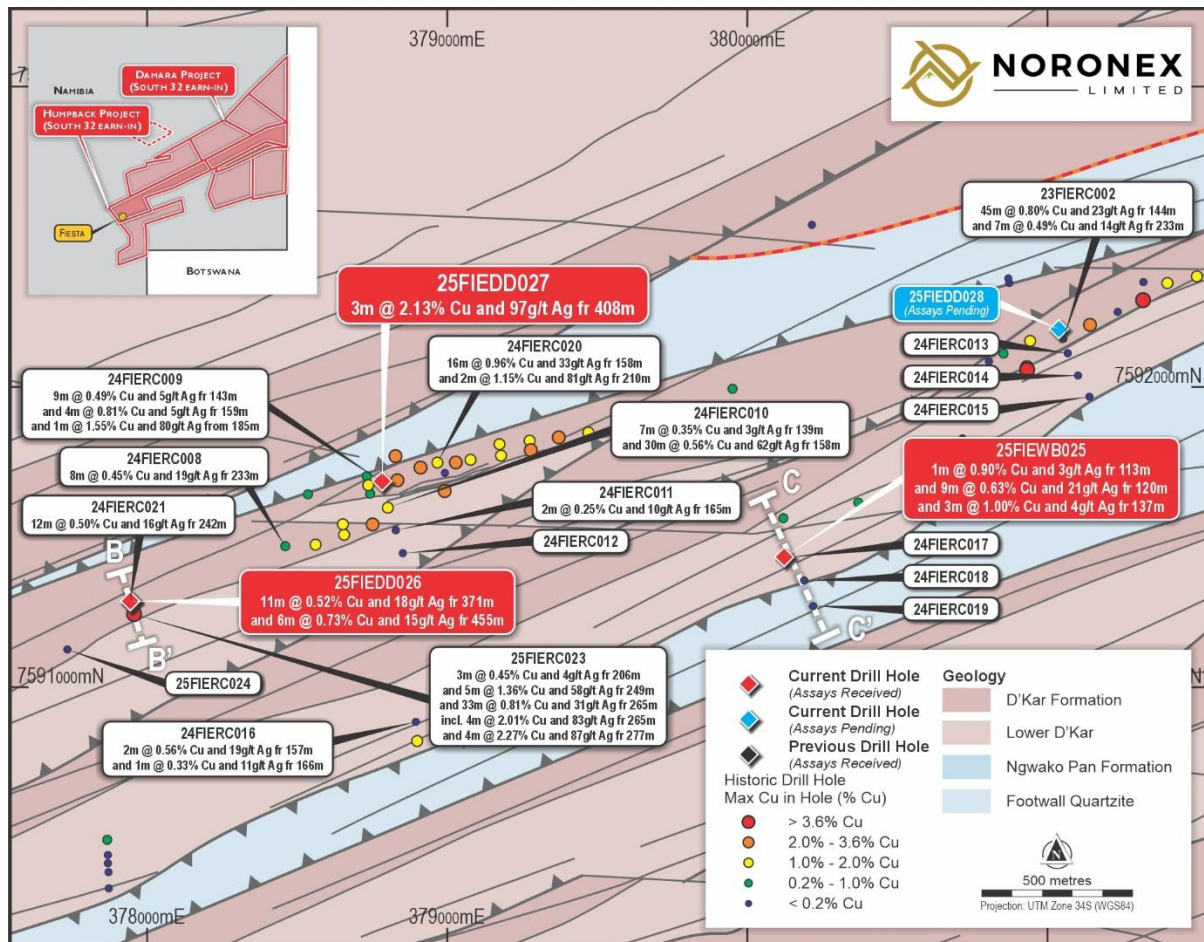 379000mE
380000mE
NORONEX
LIMITED
DAMARA PROJECT
(SOUTH 32 EARN-IN)
NAMIBIA
HUMPBACK PROJECT
(SOUTH 32 EARN-IN)
FIESTA
BOTSWANA
23FIERC002
45m @ 0.80% Cu and 23g/t Ag fr 144m
and 7m @ 0.49% Cu and 14g/t Ag fr 233m
25FIEDD027
3m @ 2.13% Cu and 97g/t Ag fr 408m
25FIEDD028
(Assays Pending)
24FIERC020
16m @ 0.96% Cu and 33g/t Ag fr 158m
and 2m @ 1.15% Cu and 81g/t Ag fr 210m
24FIERC013
24FIERC014
24FIERC015
7592000mN
24FIERC009
9m @ 0.49% Cu and 5g/t Ag fr 143m
and 4m @ 0.81% Cu and 5g/t Ag fr 159m
and 1m @ 1.55% Cu and 80g/t Ag from 185m
24FIERC010
7m @ 0.35% Cu and 3g/t Ag fr 139m
and 30m @ 0.56% Cu and 62g/t Ag fr 158m
24FIERC008
8m @ 0.45% Cu and 19g/t Ag fr 233m
25FIEWB025
1m @ 0.90% Cu and 3g/t Ag fr 113m
and 9m @ 0.63% Cu and 21g/t Ag fr 120m
and 3m @ 1.00% Cu and 4g/t Ag fr 137m
24FIERC021
12m @ 0.50% Cu and 16g/t Ag fr 242m
24FIERC011
2m @ 0.25% Cu and 10g/t Ag fr 165m
24FIERC012
C
B
24FIERC017
24FIERC018
24FIERC019
25FIEDD026
11m @ 0.52% Cu and 18g/t Ag fr 371m
and 6m @ 0.73% Cu and 15g/t Ag fr 455m
C'
B'
7591000mN
25FIERC024
25FIERC023
3m @ 0.45% Cu and 4g/t Ag fr 206m
and 5m @ 1.36% Cu and 58g/t Ag fr 249m
and 33m @ 0.81% Cu and 31g/t Ag fr 265m
incl. 4m @ 2.01% Cu and 83g/t Ag fr 265m
and 4m @ 2.27% Cu and 87g/t Ag fr 277m
24FIERC016
2m @ 0.56% Cu and 19g/t Ag fr 157m
and 1m @ 0.33% Cu and 11g/t Ag fr 166m
Current Drill Hole
(Assays Received)
Current Drill Hole
(Assays Pending)
Previous Drill Hole
(Assays Received)
Historic Drill Hole
Max Cu in Hole (% Cu)
> 3.6% Cu
2.0% - 3.6% Cu
1.0% - 2.0% Cu
0.2% - 1.0% Cu
< 0.2% Cu
Geology
D'Kar Formation
Lower D'Kar
Ngwako Pan Formation
Footwall Quartzite
N
500 metres
Projection: UTM Zone 34S (WGS84)
378000mE
379000mE